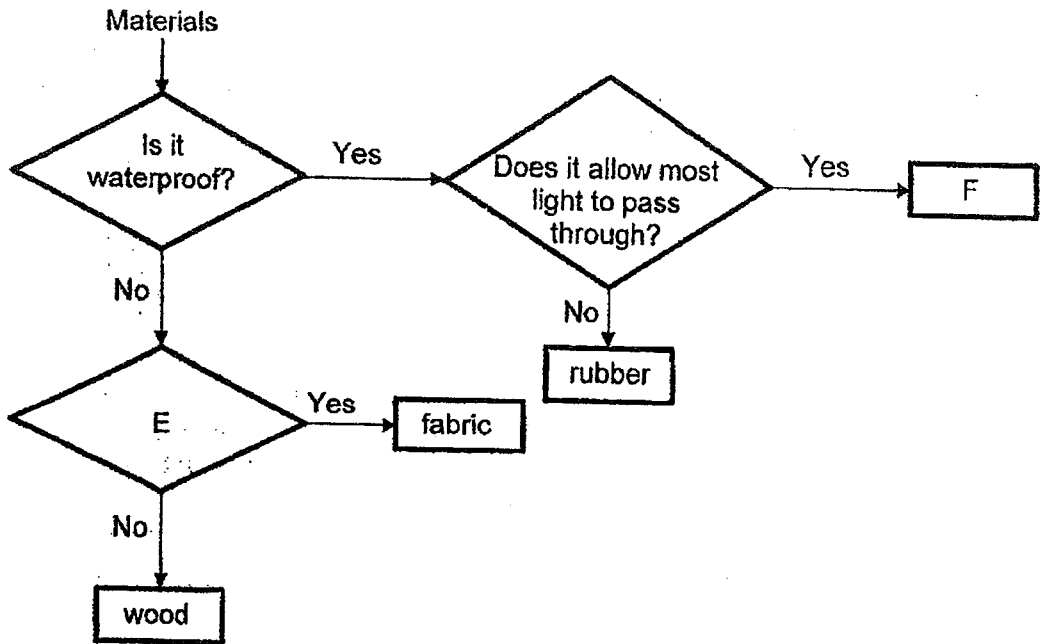 Materials
Is it
waterproof?
Yes
Does it allow most
light to pass
through?
Yes
F
No
No
rubber
E
Yes
fabric
No
wood